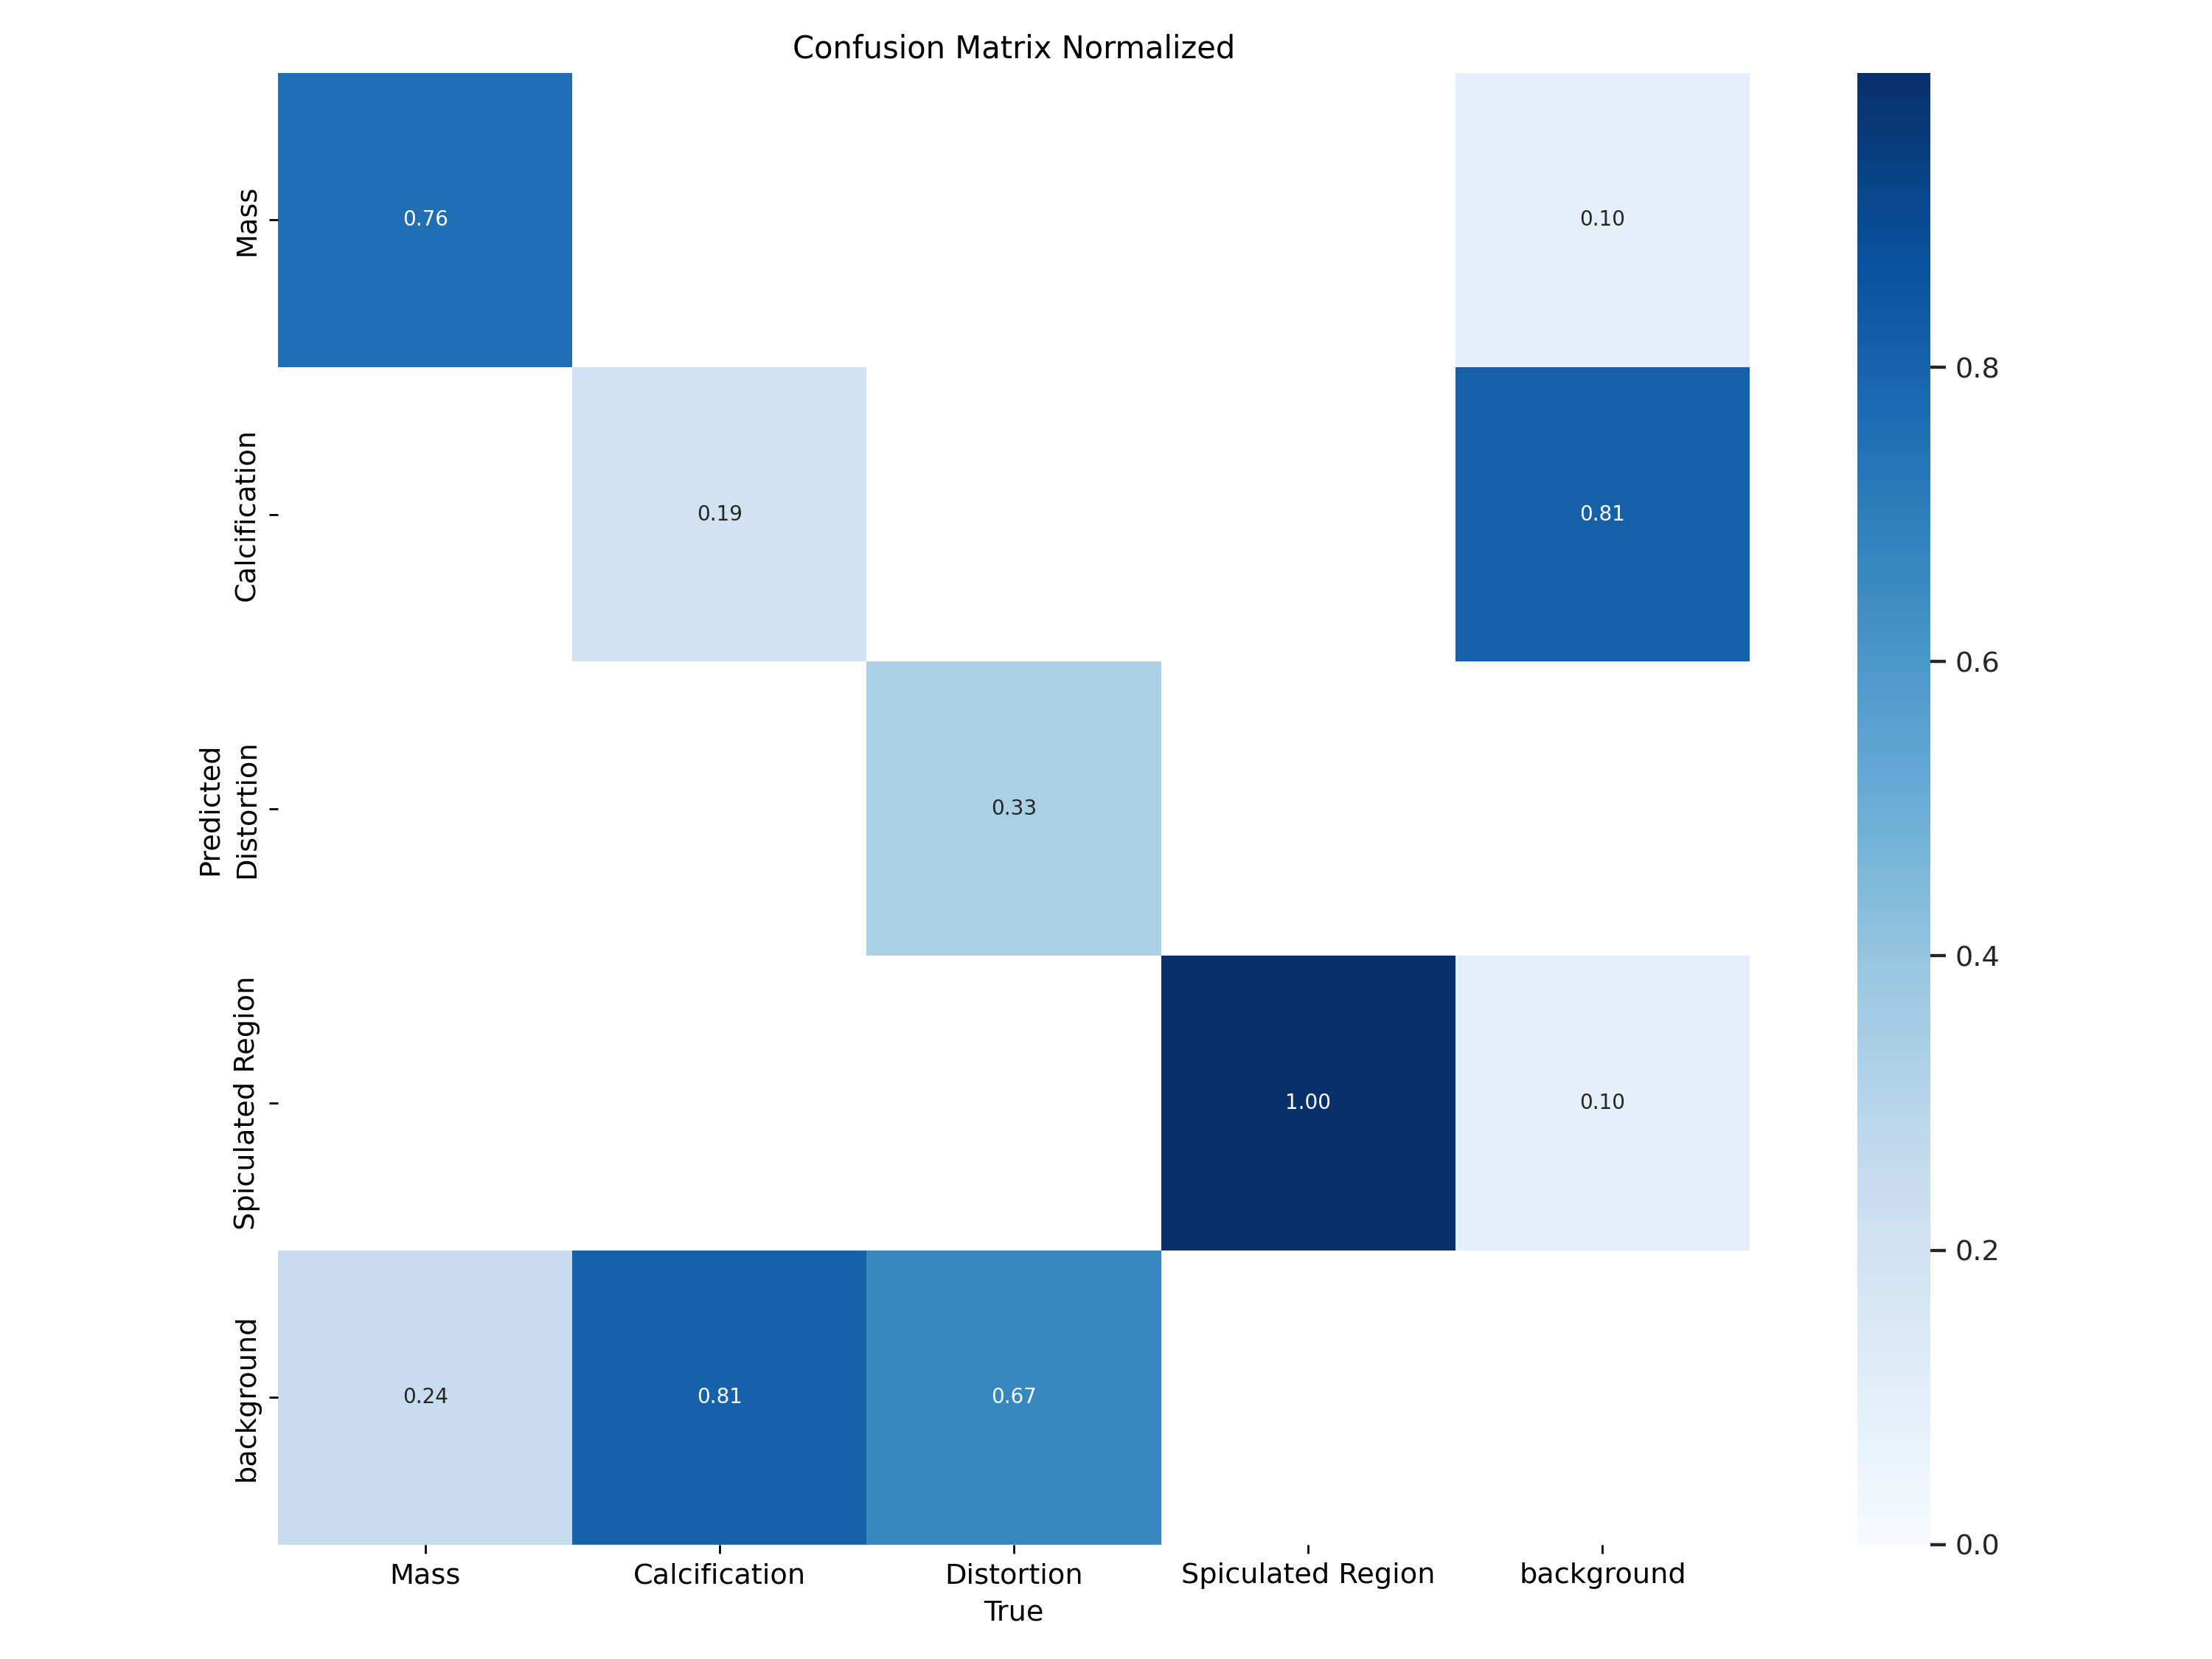 Confusion Matrix Normalized
Mass
0.76
0.10
Calcification
0.19
0.81
0.8
0.6
Predicted
Distortion
0.33
0.4
Spiculated Region
1.00
0.10
0.2
background
0.24
0.81
0.67
0.0
Mass
Calcification
Distortion
Spiculated Region
background
True